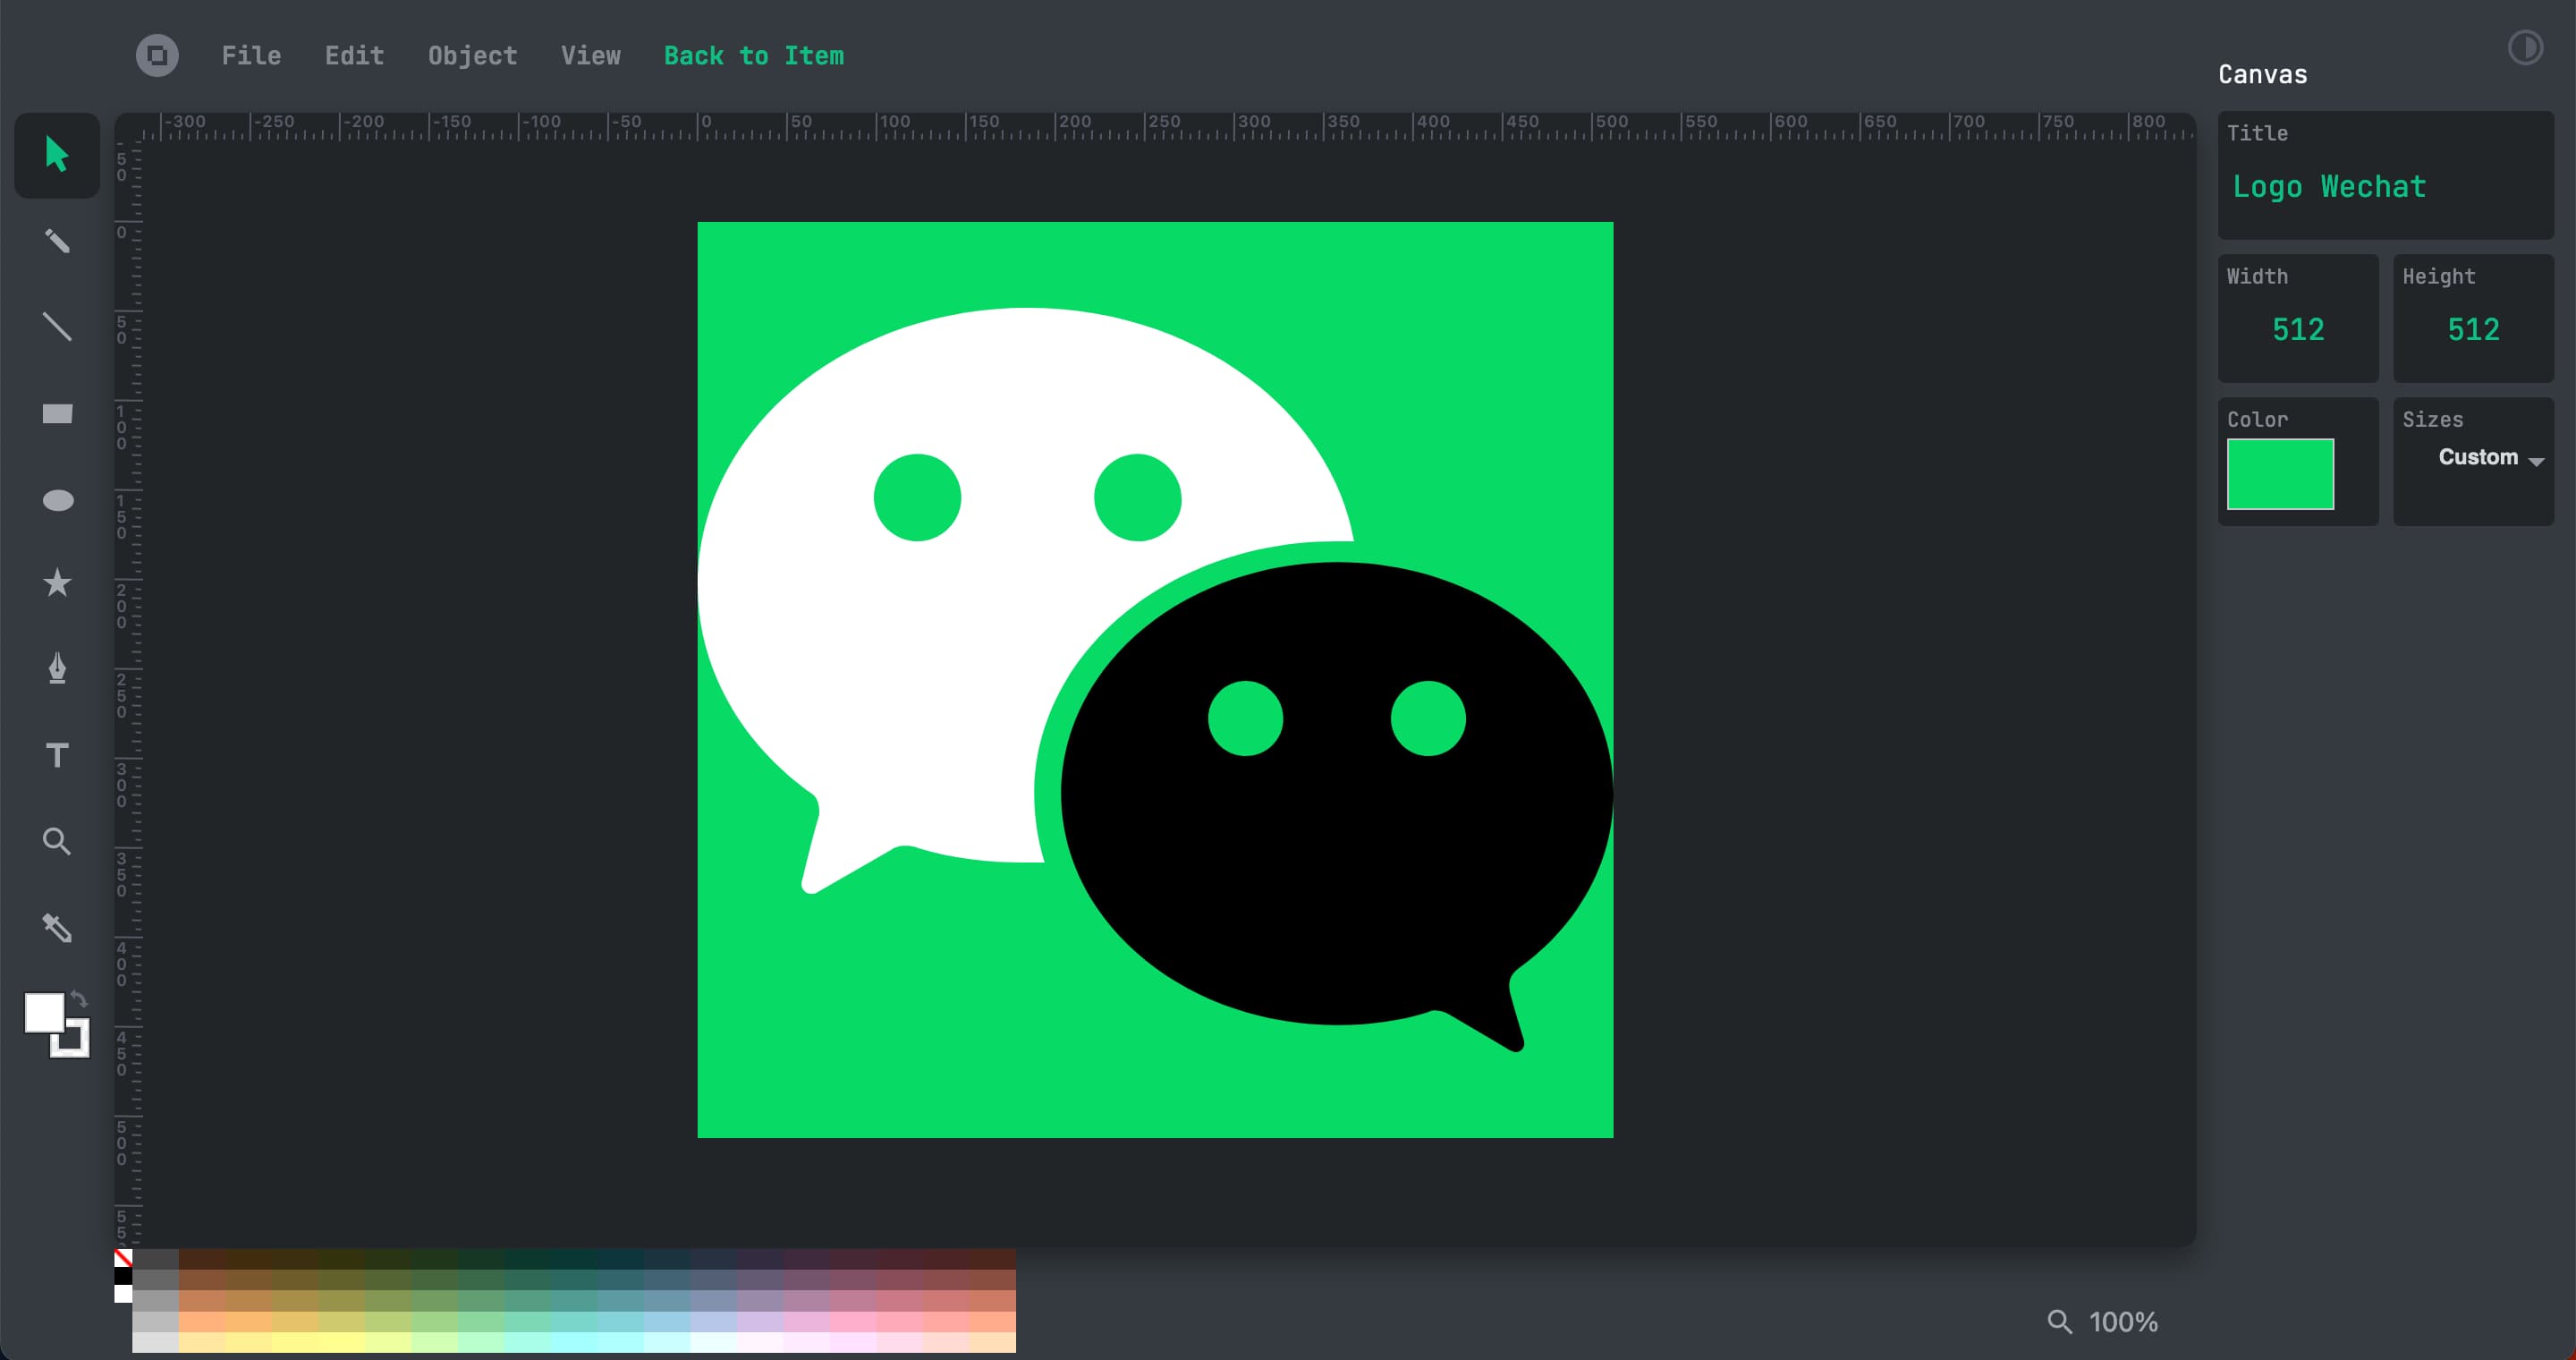 File Edit Object View Back to Item
Canvas
Title
Logo Wechat
Width Height
512 512
Color Sizes
Custom
-300 -250 -200 -150 -100 -50 0 50 100 150 200 250 300 350 400 450 500 550 600 650 700 750 800
50
0
50
100
150
200
250
300
350
400
450
500
55
T
100%